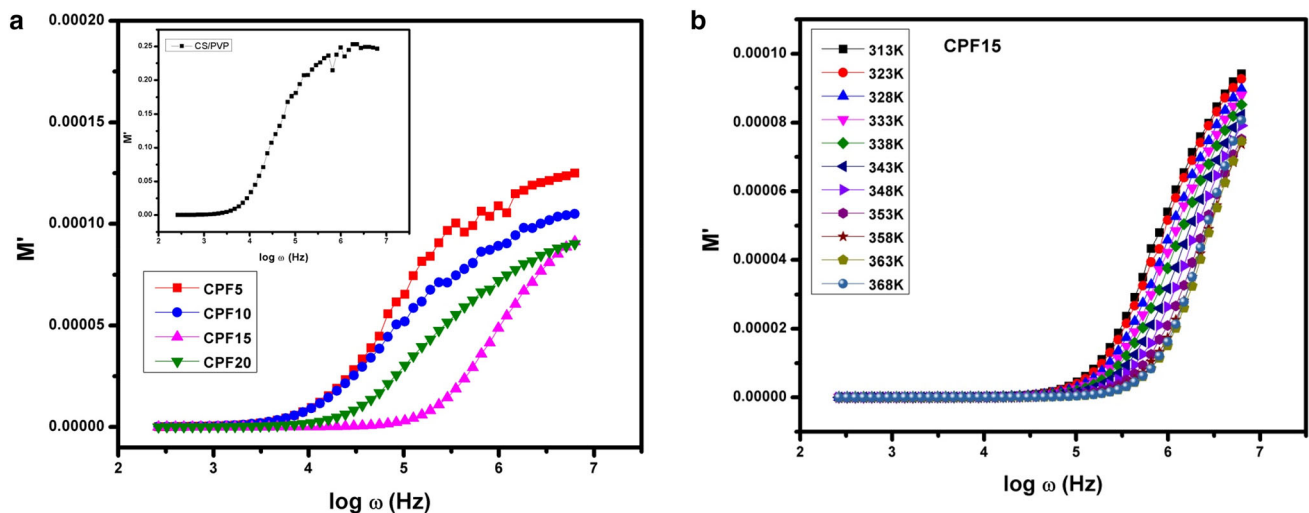 a
0.00020
0.00015
0.00010
0.00005
0.00000
M'
2 3 4 5 6 7
log ω (Hz)
CS/PVP
0.25
0.20
0.15
0.10
0.05
0.00
M'
2 3 4 5 6 7
log ω (Hz)
CPF5
CPF10
CPF15
CPF20
b
CPF15
0.00010
0.00008
0.00006
0.00004
0.00002
0.00000
M'
313K
323K
328K
333K
338K
343K
348K
353K
358K
363K
368K
2 3 4 5 6 7
log ω (Hz)